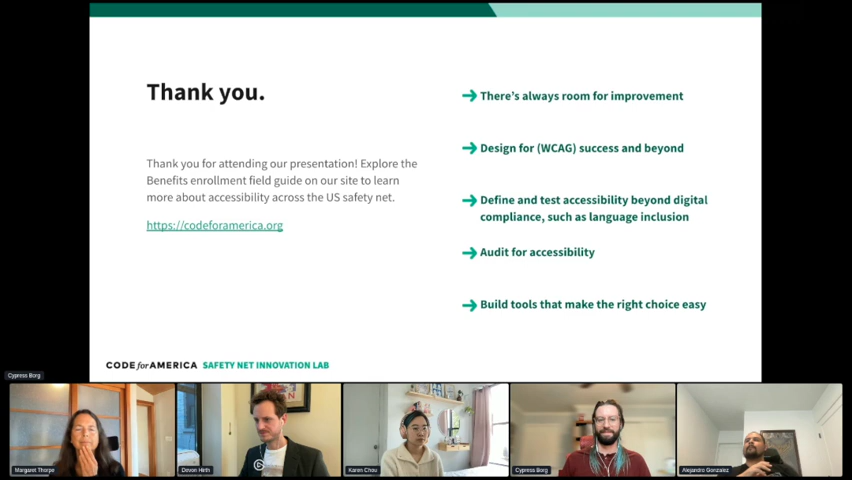 Thank you.
Thank you for attending our presentation! Explore the
Benefits enrollment field guide on our site to learn
more about accessibility across the US safety net.
https://codeforamerica.org
There's always room for improvement
Design for (WCAG) success and beyond
Define and test accessibility beyond digital
compliance, such as language inclusion
Audit for accessibility
Build tools that make the right choice easy
CODE for AMERICA SAFETY NET INNOVATION LAB
Cypress Borg
Margaret Thorpe
Devon Hirth
Karen Chou
Cypress Borg
Alejandro Gonzalez